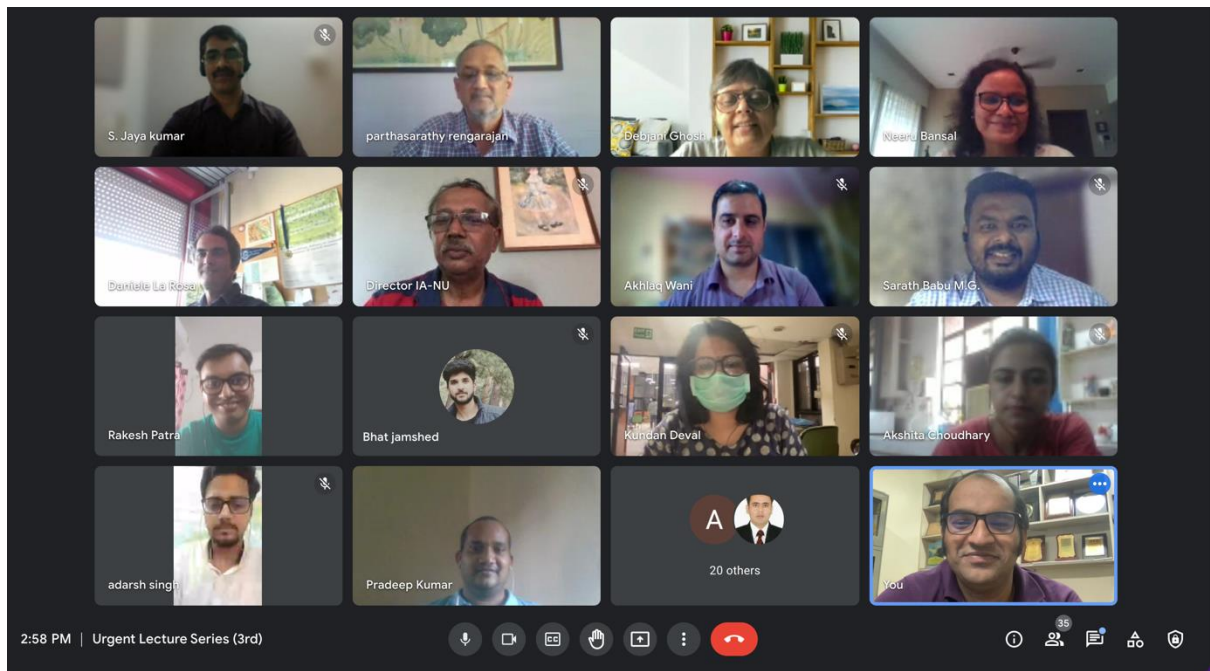 S. Jaya kumar
parthasarathy rengarajan
Debjani Ghosh
Neeru Bansal
Daniele La Rosa
Director IA-NU
Akhlaq Wani
Sarath Babu M.G.
Rakesh Patra
Bhat jamshed
Kundan Deval
Akshita Choudhary
adarsh singh
Pradeep Kumar
A
20 others
You
2:58 PM | Urgent Lecture Series (3rd)
CC
35